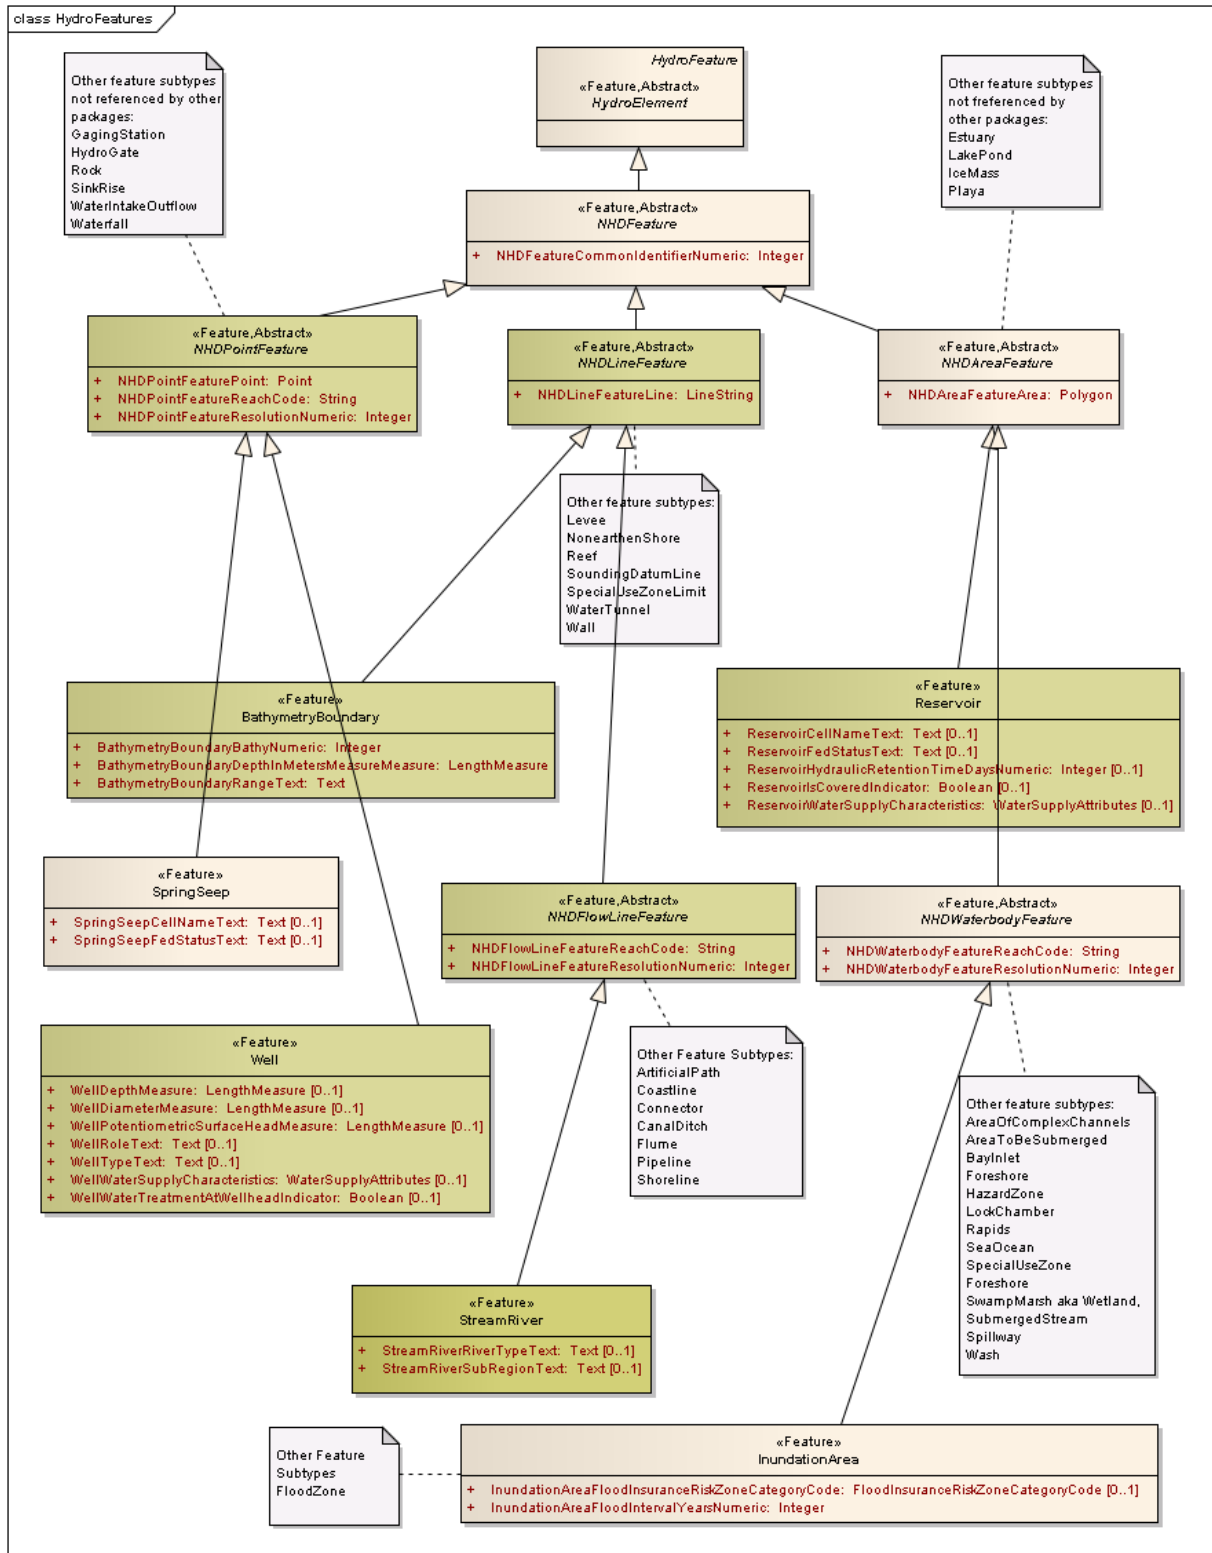 class HydroFeatures
Other feature subtypes
not referenced by other
packages:
GagingStation
HydroGate
Rock
SinkRise
WaterIntakeOutflow
Waterfall
HydroFeature
«Feature,Abstract»
HydroElement
Other feature subtypes
not freferenced by
other packages:
Estuary
LakePond
IceMass
Playa
«Feature,Abstract»
NHDFeature
+ NHDFeatureCommonIdentifierNumeric: Integer
«Feature,Abstract»
NHDPointFeature
+ NHDPointFeaturePoint: Point
+ NHDPointFeatureReachCode: String
+ NHDPointFeatureResolutionNumeric: Integer
«Feature,Abstract»
NHDLineFeature
+ NHDLineFeatureLine: LineString
«Feature,Abstract»
NHDAreaFeature
+ NHDAreaFeatureArea: Polygon
Other feature subtypes:
Levee
NonearthenShore
Reef
SoundingDatumLine
SpecialUseZoneLimit
WaterTunnel
Wall
«Feature»
BathymetryBoundary
+ BathymetryBoundaryBathyNumeric: Integer
+ BathymetryBoundaryDepthInMetersMeasureMeasure: LengthMeasure
+ BathymetryBoundaryRangeText: Text
«Feature»
Reservoir
+ ReservoirCellNameText: Text [0..1]
+ ReservoirFedStatusText: Text [0..1]
+ ReservoirHydraulicRetentionTimeDaysNumeric: Integer [0..1]
+ ReservoirIsCoveredIndicator: Boolean [0..1]
+ ReservoirWaterSupplyCharacteristics: WaterSupplyAttributes [0..1]
«Feature»
SpringSeep
+ SpringSeepCellNameText: Text [0..1]
+ SpringSeepFedStatusText: Text [0..1]
«Feature,Abstract»
NHDFlowLineFeature
+ NHDFlowLineFeatureReachCode: String
+ NHDFlowLineFeatureResolutionNumeric: Integer
«Feature,Abstract»
NHDWaterbodyFeature
+ NHDWaterbodyFeatureReachCode: String
+ NHDWaterbodyFeatureResolutionNumeric: Integer
«Feature»
Well
+ WellDepthMeasure: LengthMeasure [0..1]
+ WellDiameterMeasure: LengthMeasure [0..1]
+ WellPotentiometricSurfaceHeadMeasure: LengthMeasure [0..1]
+ WellRoleText: Text [0..1]
+ WellTypeText: Text [0..1]
+ WellWaterSupplyCharacteristics: WaterSupplyAttributes [0..1]
+ WellWaterTreatmentAtWellheadIndicator: Boolean [0..1]
Other Feature Subtypes:
ArtificialPath
Coastline
Connector
CanalDitch
Flume
Pipeline
Shoreline
Other feature subtypes:
AreaOfComplexChannels
AreaToBeSubmerged
BayInlet
Foreshore
HazardZone
LockChamber
Rapids
SeaOcean
SpecialUseZone
Foreshore
SwampMarsh aka Wetland,
SubmergedStream
Spillway
Wash
«Feature»
StreamRiver
+ StreamRiverRiverTypeText: Text [0..1]
+ StreamRiverSubRegionText: Text [0..1]
Other Feature
Subtypes
FloodZone
«Feature»
InundationArea
+ InundationAreaFloodInsuranceRiskZoneCategoryCode: FloodInsuranceRiskZoneCategoryCode [0..1]
+ InundationAreaFloodIntervalYearsNumeric: Integer